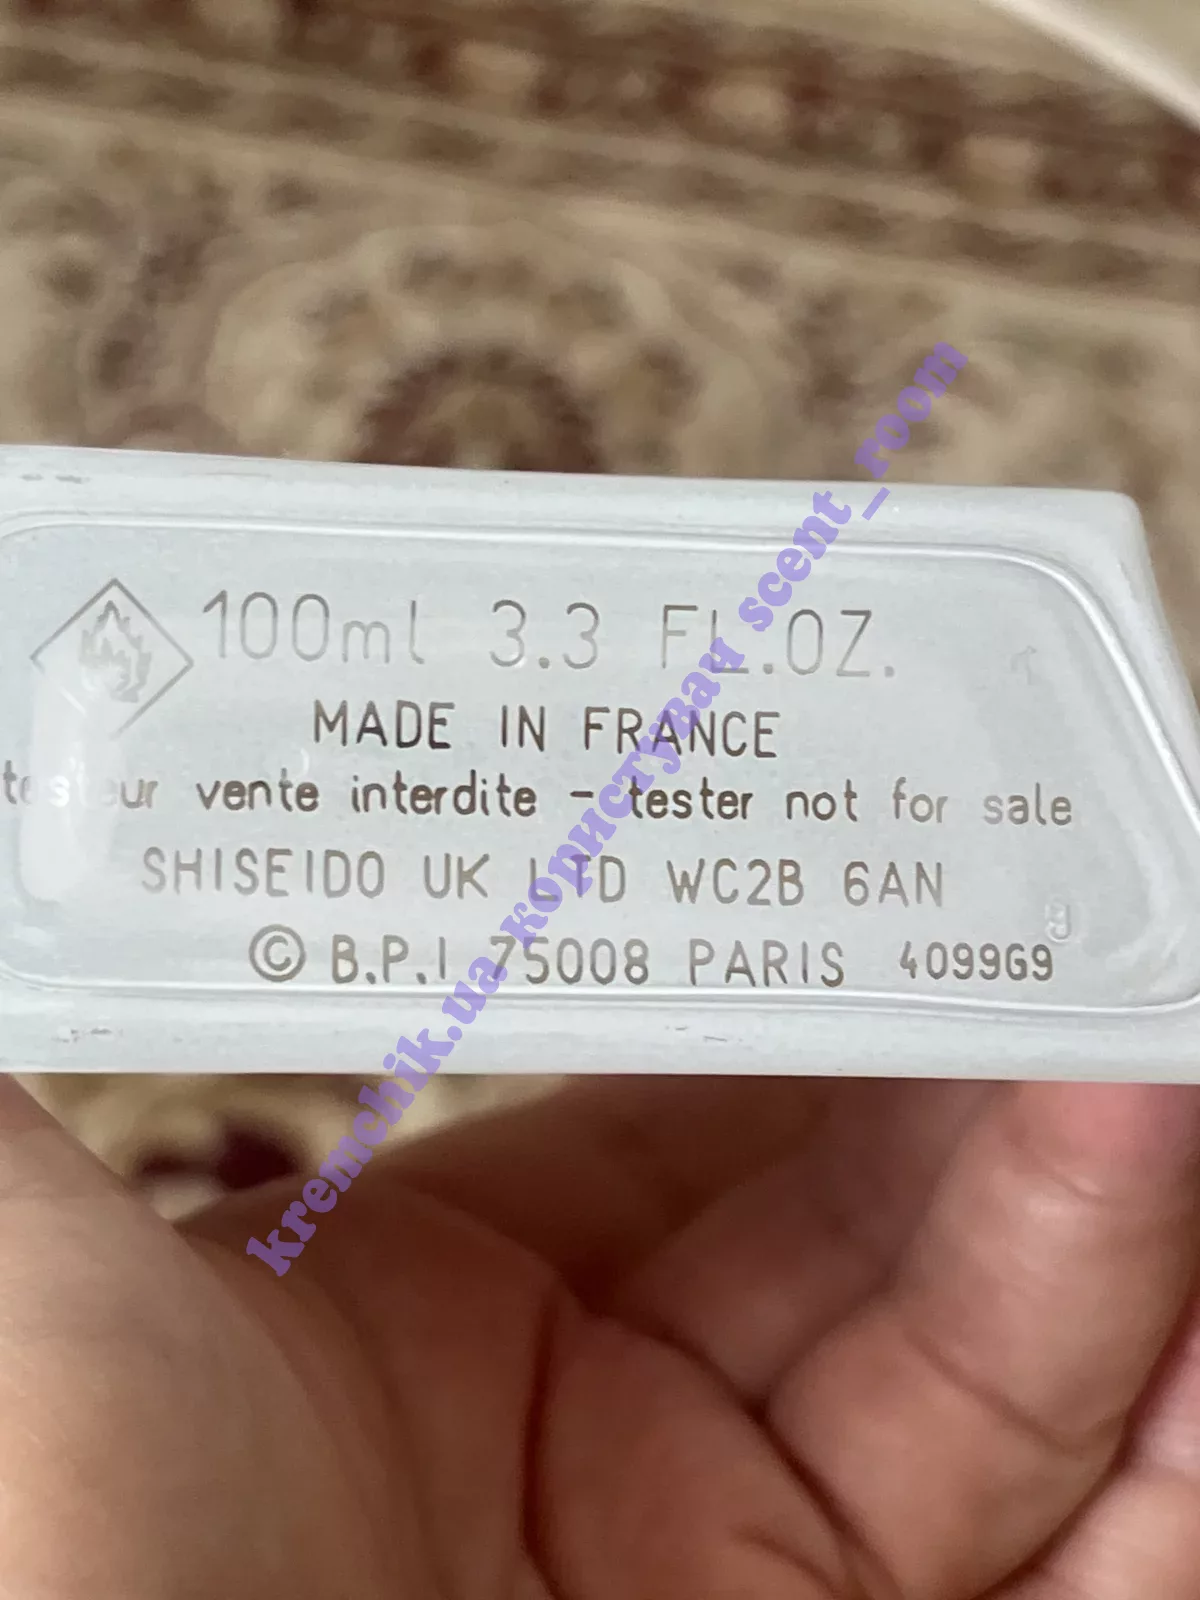 100ml 3.3 FL.OZ.
MADE IN FRANCE
testeur vente interdite - tester not for sale
SHISEIDO UK LTD WC2B 6AN
© B.P.I 75008 PARIS 4099G9
kremchik.ua користувач scent_room